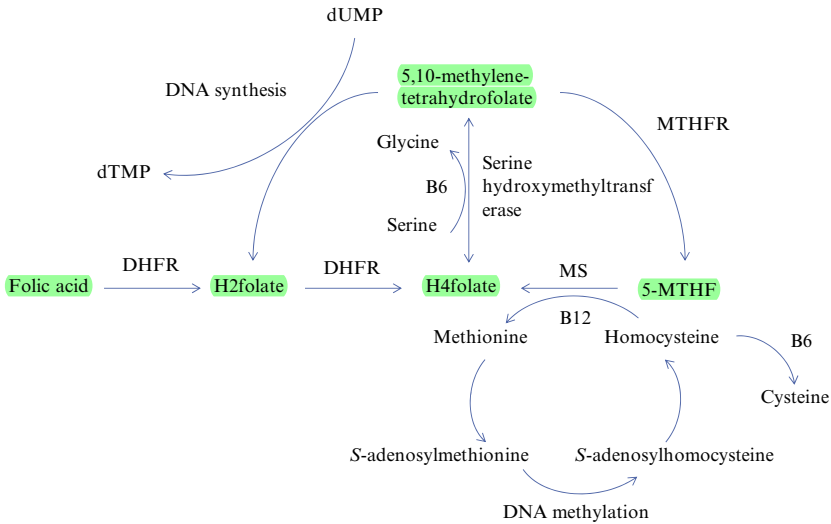 dUMP
DNA synthesis
5,10-methylene-
tetrahydrofolate
MTHFR
Glycine
dTMP
B6
Serine
hydroxymethyltransf
erase
Serine
Folic acid
DHFR
H2folate
DHFR
H4folate
MS
5-MTHF
B12
Methionine
Homocysteine
B6
Cysteine
S-adenosylmethionine
S-adenosylhomocysteine
DNA methylation